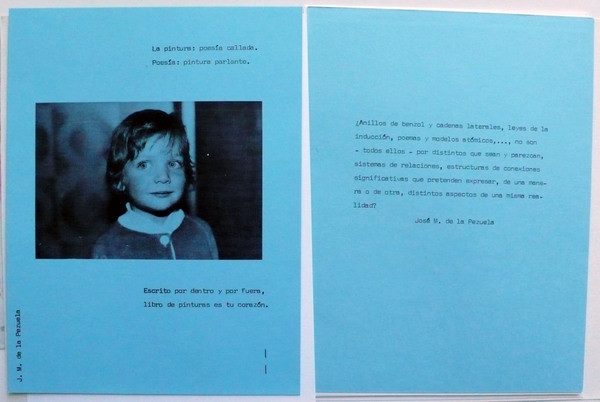 La pintura: poesía callada.
Poesía: pintura parlante.
Escrito por dentro y por fuera,
libro de pinturas es tu corazón.
J. M. de la Pezuela
¿Anillos de benzol y cadenas laterales, leyes de la
inducción, poemas y modelos atómicos,..., no son
- todos ellos - por distintos que sean y parezcan,
sistemas de relaciones, estructuras de conexiones
significativas que pretenden expresar, de una mane-
ra o de otra, distintos aspectos de una misma rea-
lidad?
José M. de la Pezuela